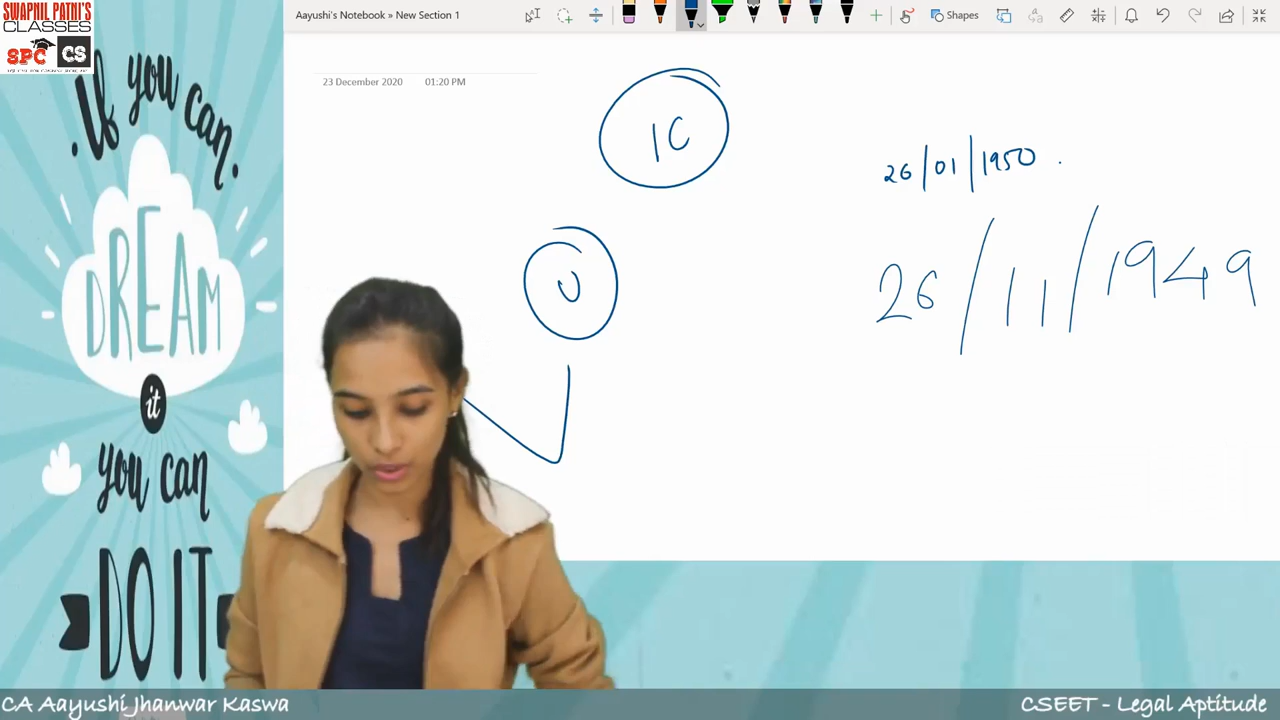 SWAPNIL PATNI'S
CLASSES
SPC CS
Aayushi's Notebook » New Section 1
Shapes
23 December 2020 01:20 PM
If you can
DREAM
it
you can
DO IT
IC
U
26/01/1950.
26/11/1949
CA Aayushi Jhanwar Kaswa
CSEET - Legal Aptitude